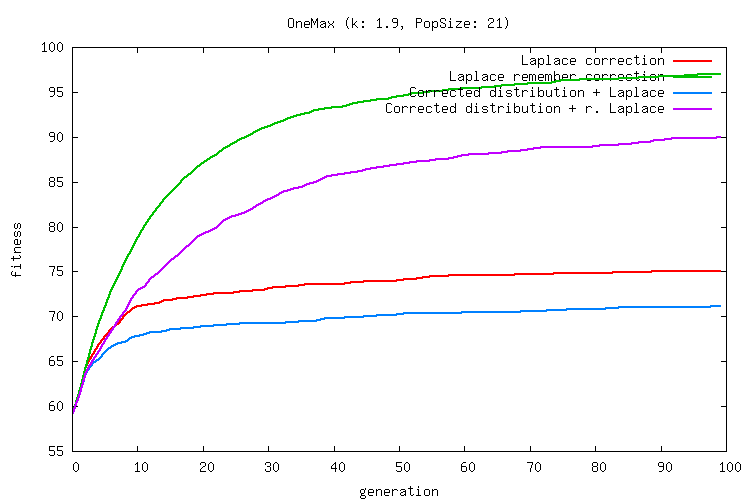 OneMax (k: 1.9, PopSize: 21)
100
95
90
85
80
75
70
65
60
55
fitness
Laplace correction
Laplace remember correction
Corrected distribution + Laplace
Corrected distribution + r. Laplace
0 10 20 30 40 50 60 70 80 90 100
generation